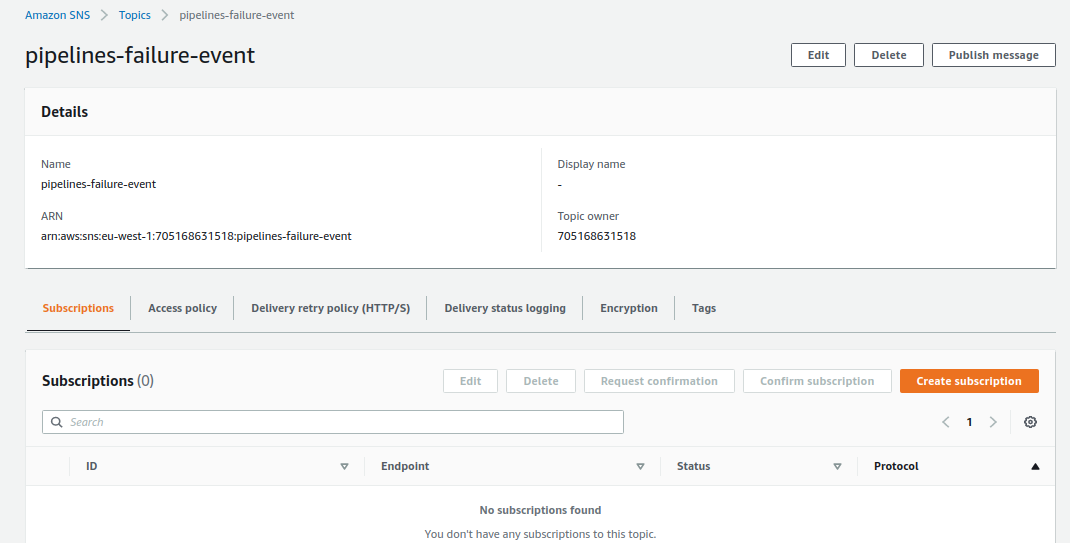 Amazon SNS > Topics > pipelines-failure-event
pipelines-failure-event
Edit Delete Publish message
Details
Name Display name
pipelines-failure-event -
ARN Topic owner
arn:aws:sns:eu-west-1:705168631518:pipelines-failure-event 705168631518
Subscriptions Access policy Delivery retry policy (HTTP/S) Delivery status logging Encryption Tags
Subscriptions (0) Edit Delete Request confirmation Confirm subscription Create subscription
Search < 1 >
ID Endpoint Status Protocol
No subscriptions found
You don't have any subscriptions to this topic.